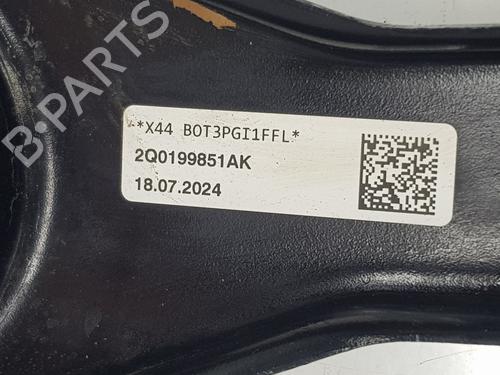 B-PARTS
*X44 B0T3PGI1FFL*
2Q0199851AK
18.07.2024